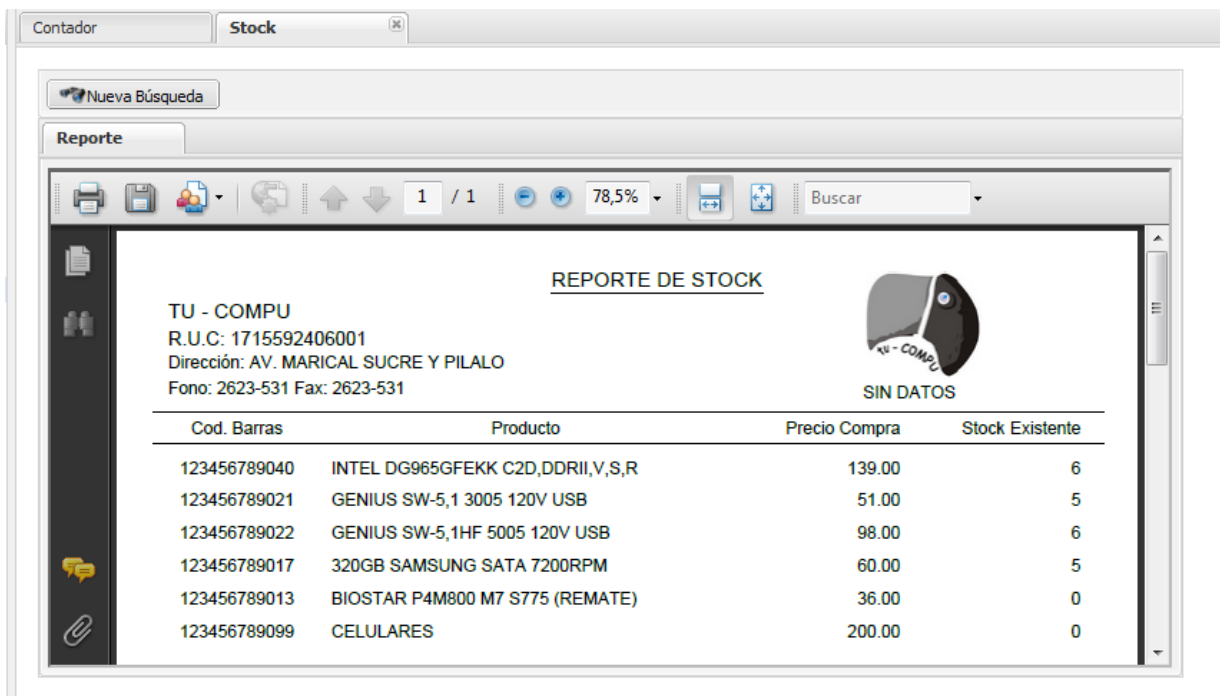 Contador Stock
Nueva Búsqueda
Reporte
1 / 1 78,5% Buscar
REPORTE DE STOCK
TU - COMPU
R.U.C: 1715592406001
Dirección: AV. MARICAL SUCRE Y PILALO
Fono: 2623-531 Fax: 2623-531
TU - COMPU
SIN DATOS
Cod. Barras Producto Precio Compra Stock Existente
123456789040 INTEL DG965GFEKK C2D,DDRII,V,S,R 139.00 6
123456789021 GENIUS SW-5,1 3005 120V USB 51.00 5
123456789022 GENIUS SW-5,1HF 5005 120V USB 98.00 6
123456789017 320GB SAMSUNG SATA 7200RPM 60.00 5
123456789013 BIOSTAR P4M800 M7 S775 (REMATE) 36.00 0
123456789099 CELULARES 200.00 0